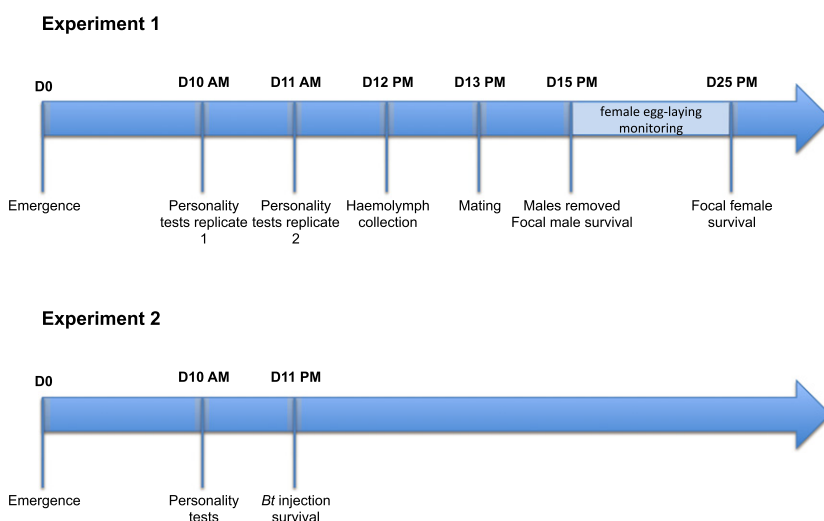 Experiment 1
D0
D10 AM
D11 AM
D12 PM
D13 PM
D15 PM
D25 PM
female egg-laying
monitoring
Emergence
Personality
tests replicate
1
Personality
tests replicate
2
Haemolymph
collection
Mating
Males removed
Focal male survival
Focal female
survival
Experiment 2
D0
D10 AM
D11 PM
Emergence
Personality
tests
Bt injection
survival